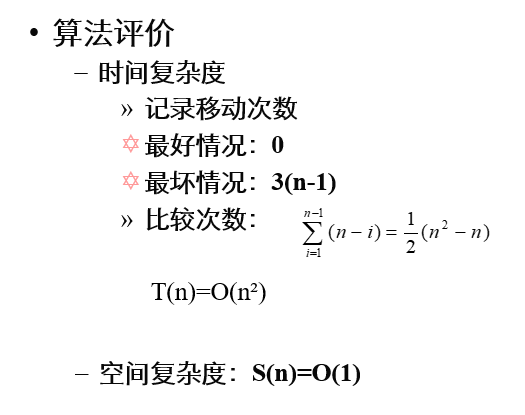 • 算法评价
– 时间复杂度
» 记录移动次数
✡最好情况：0
✡最坏情况：3(n-1)
» 比较次数： \sum_{i=1}^{n-1}(n-i)=\frac{1}{2}(n^2-n)
T(n)=O(n²)
– 空间复杂度：S(n)=O(1)